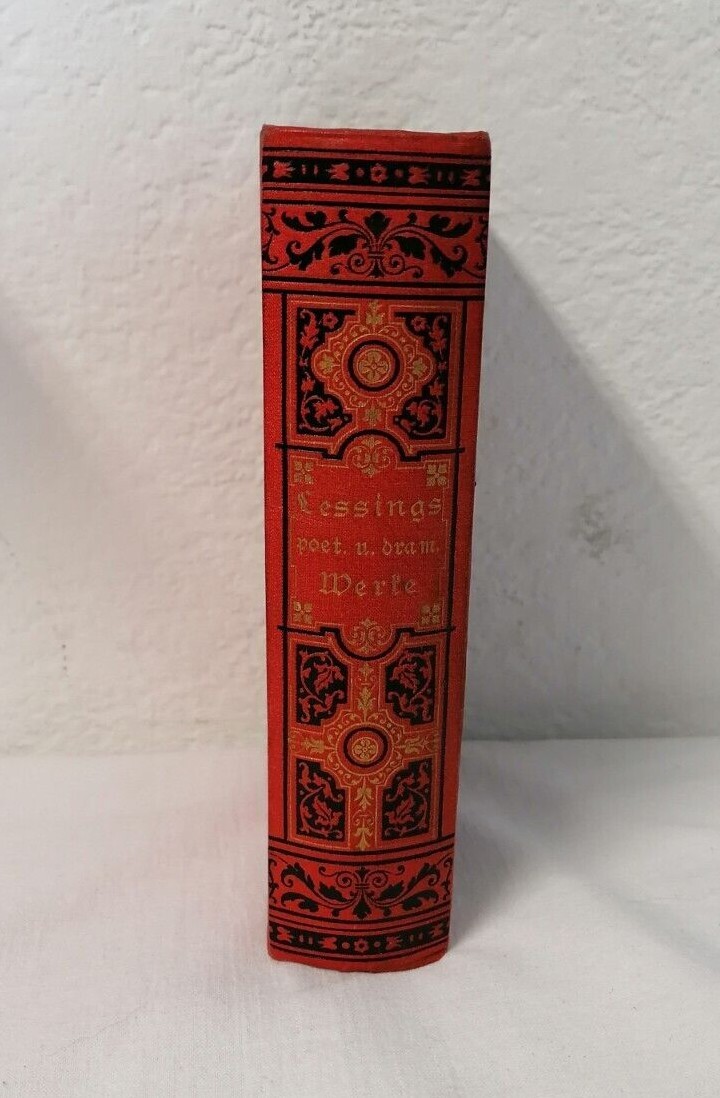 Lessings
poet. u. dram.
Werke